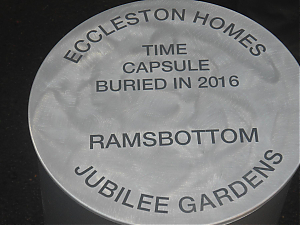 ECCLESTON HOMES
TIME
CAPSULE
BURIED IN 2016
RAMSBOTTOM
JUBILEE GARDENS